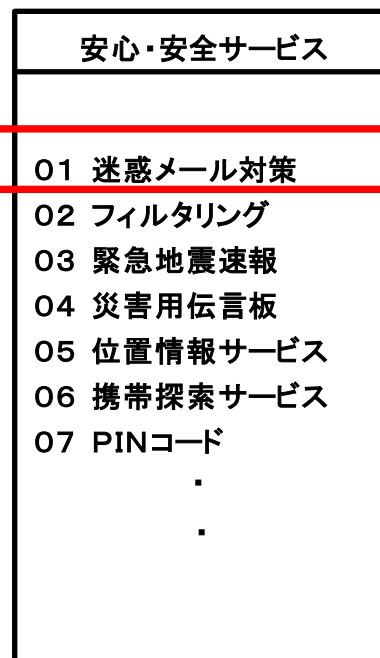 安心・安全サービス
01 迷惑メール対策
02 フィルタリング
03 緊急地震速報
04 災害用伝言板
05 位置情報サービス
06 携帯探索サービス
07 PINコード
・
・